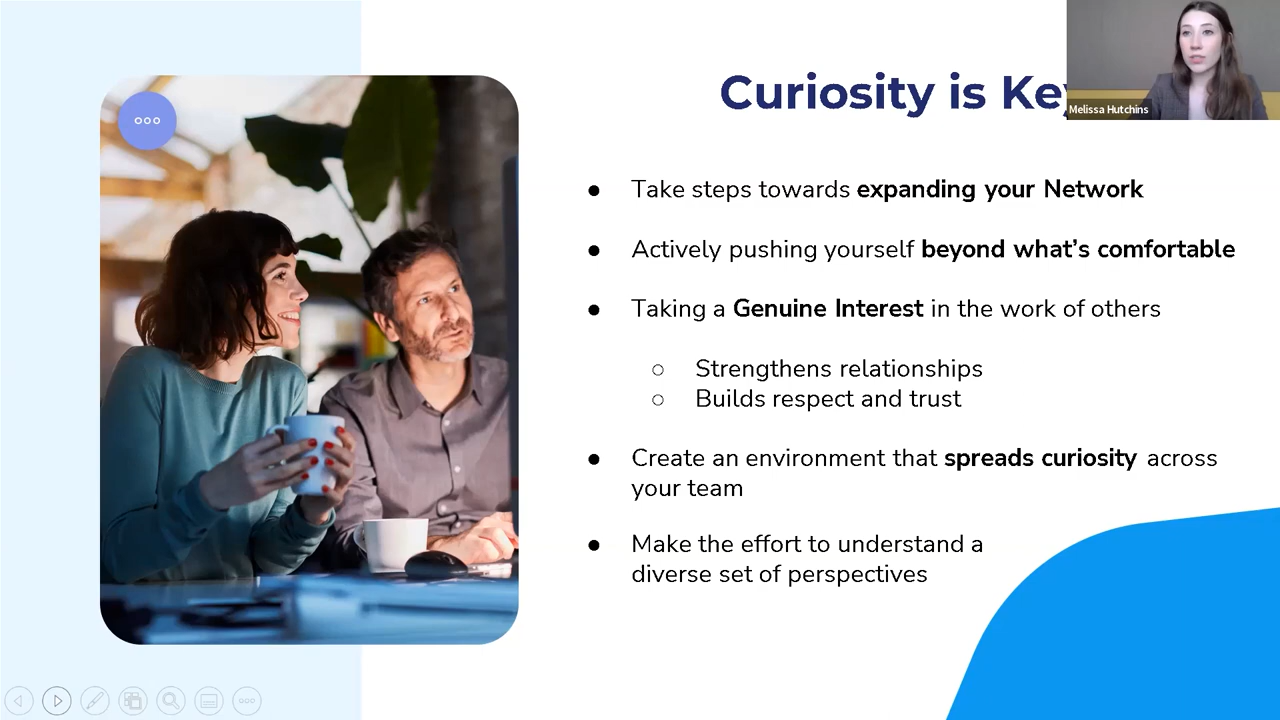 Curiosity is Key
Melissa Hutchins
● Take steps towards expanding your Network
● Actively pushing yourself beyond what's comfortable
● Taking a Genuine Interest in the work of others
○ Strengthens relationships
○ Builds respect and trust
● Create an environment that spreads curiosity across
your team
● Make the effort to understand a
diverse set of perspectives